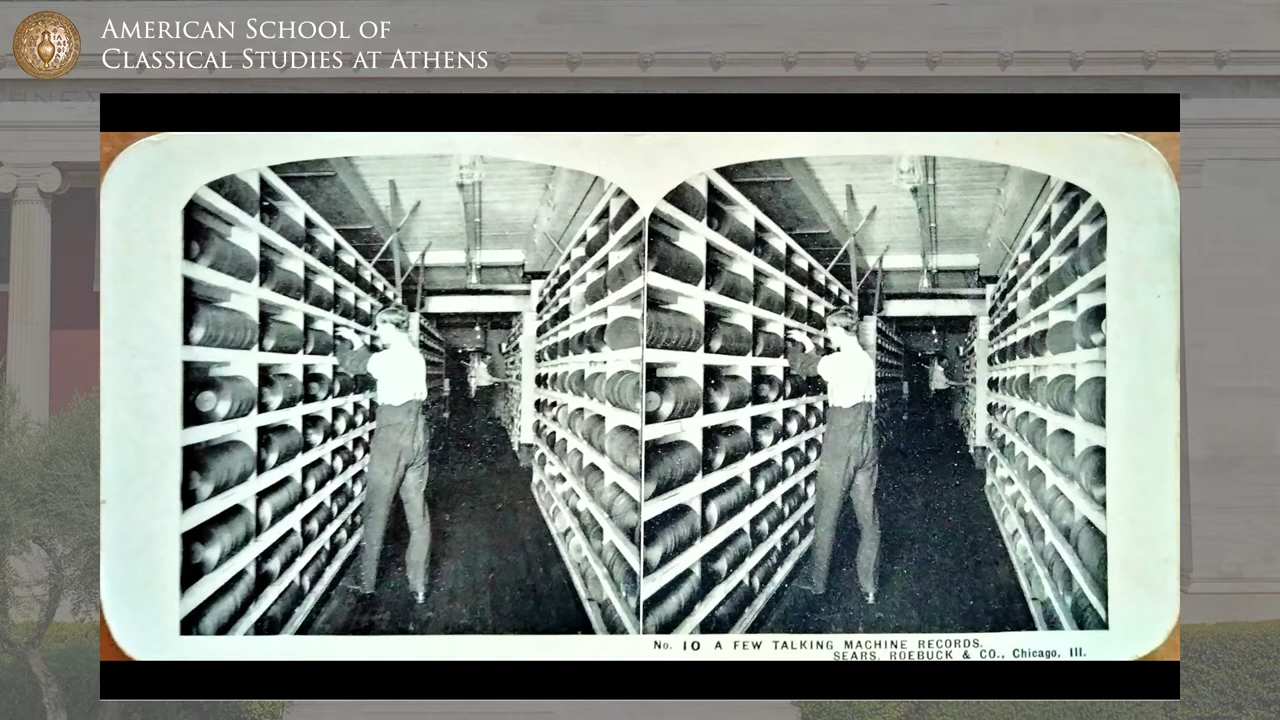 AMERICAN SCHOOL OF
CLASSICAL STUDIES AT ATHENS
No. 10 A FEW TALKING MACHINE RECORDS.
SEARS, ROEBUCK & CO., Chicago, Ill.